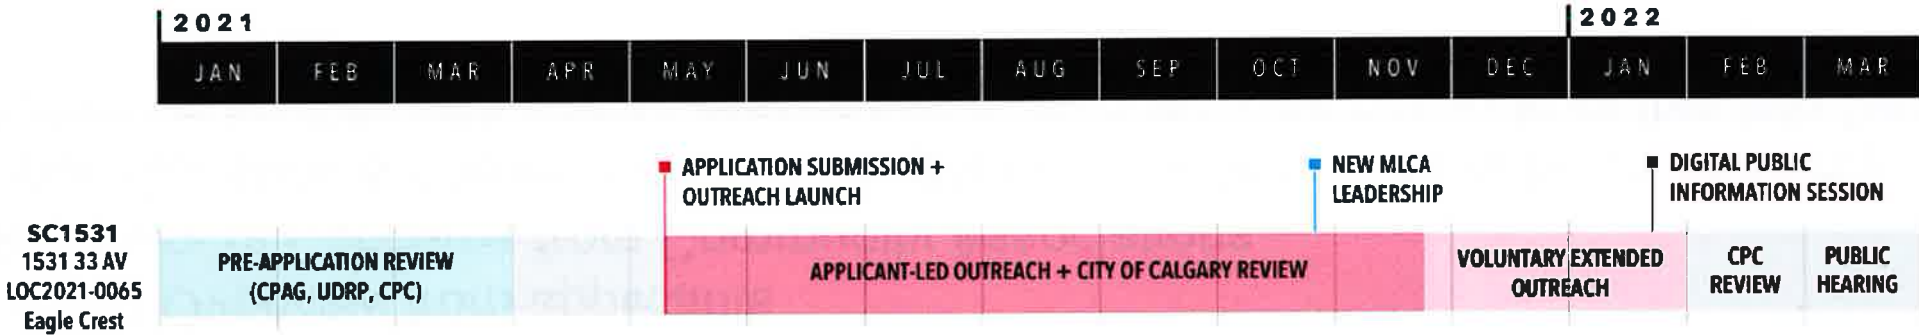 2021
2022
JAN FEB MAR APR MAY JUN JUL AUG SEP OCT NOV DEC JAN FEB MAR
APPLICATION SUBMISSION +
OUTREACH LAUNCH
NEW MLCA
LEADERSHIP
DIGITAL PUBLIC
INFORMATION SESSION
SC1531
1531 33 AV
LOC2021-0065
Eagle Crest
PRE-APPLICATION REVIEW
(CPAG, UDRP, CPC)
APPLICANT-LED OUTREACH + CITY OF CALGARY REVIEW
VOLUNTARY EXTENDED
OUTREACH
CPC
REVIEW
PUBLIC
HEARING